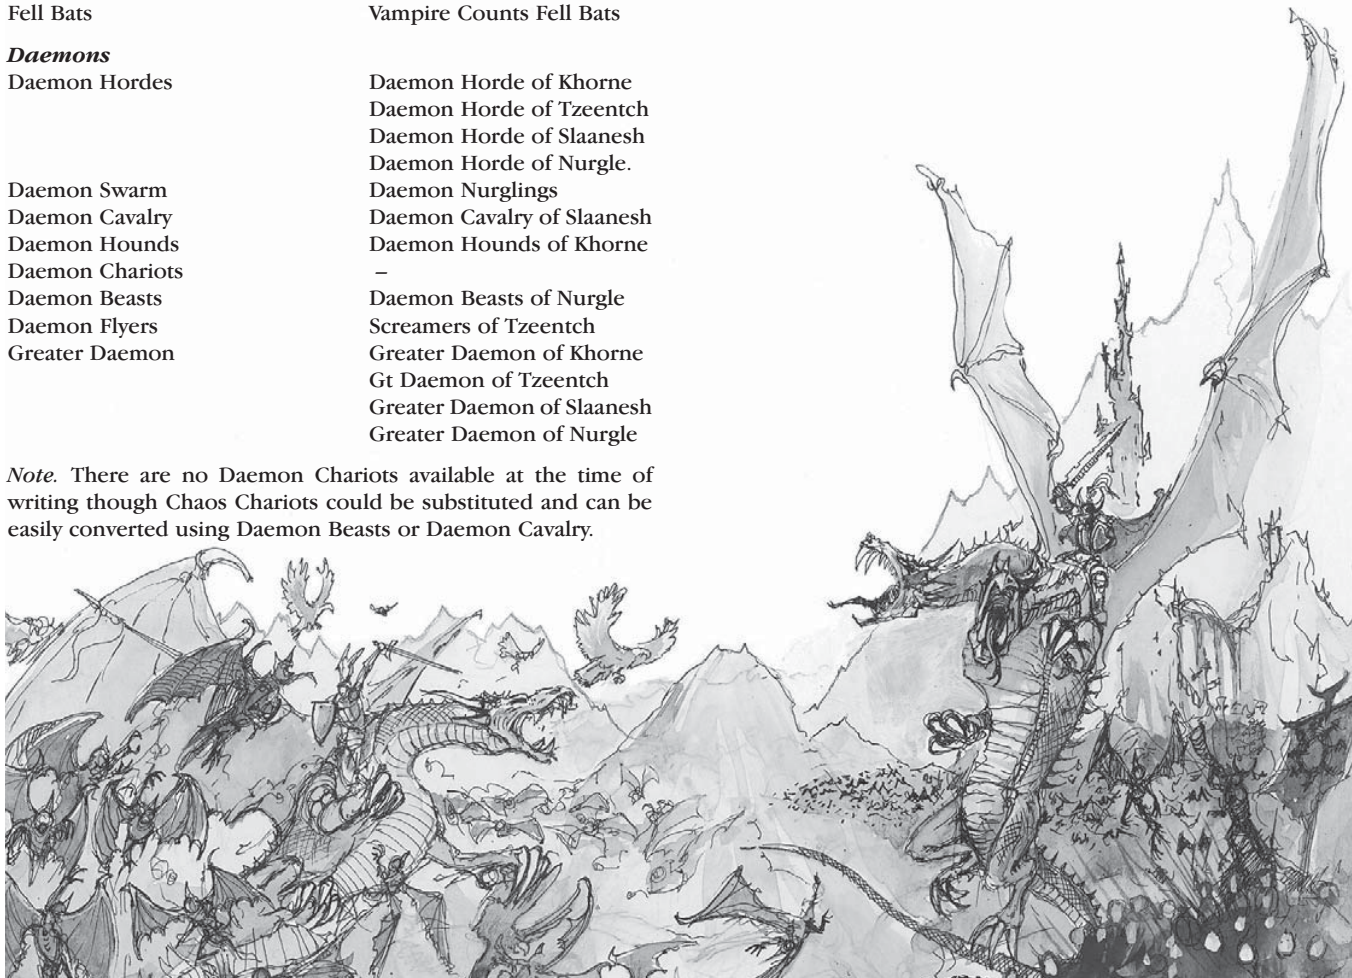 Fell Bats Vampire Counts Fell Bats
Daemons
Daemon Hordes Daemon Horde of Khorne
Daemon Horde of Tzeentch
Daemon Horde of Slaanesh
Daemon Horde of Nurgle.
Daemon Swarm Daemon Nurglings
Daemon Cavalry Daemon Cavalry of Slaanesh
Daemon Hounds Daemon Hounds of Khorne
Daemon Chariots –
Daemon Beasts Daemon Beasts of Nurgle
Daemon Flyers Screamers of Tzeentch
Greater Daemon Greater Daemon of Khorne
Gt Daemon of Tzeentch
Greater Daemon of Slaanesh
Greater Daemon of Nurgle
Note. There are no Daemon Chariots available at the time of
writing though Chaos Chariots could be substituted and can be
easily converted using Daemon Beasts or Daemon Cavalry.